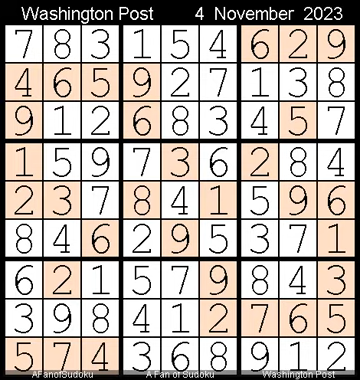 Washington Post 4 November 2023
7 8 3 1 5 4 6 2 9
4 6 5 9 2 7 1 3 8
9 1 2 6 8 3 4 5 7
1 5 9 7 3 6 2 8 4
2 3 7 8 4 1 5 9 6
8 4 6 2 9 5 3 7 1
6 2 1 5 7 9 8 4 3
3 9 8 4 1 2 7 6 5
5 7 4 3 6 8 9 1 2
AFanofSudoku A Fan of Sudoku Washington Post